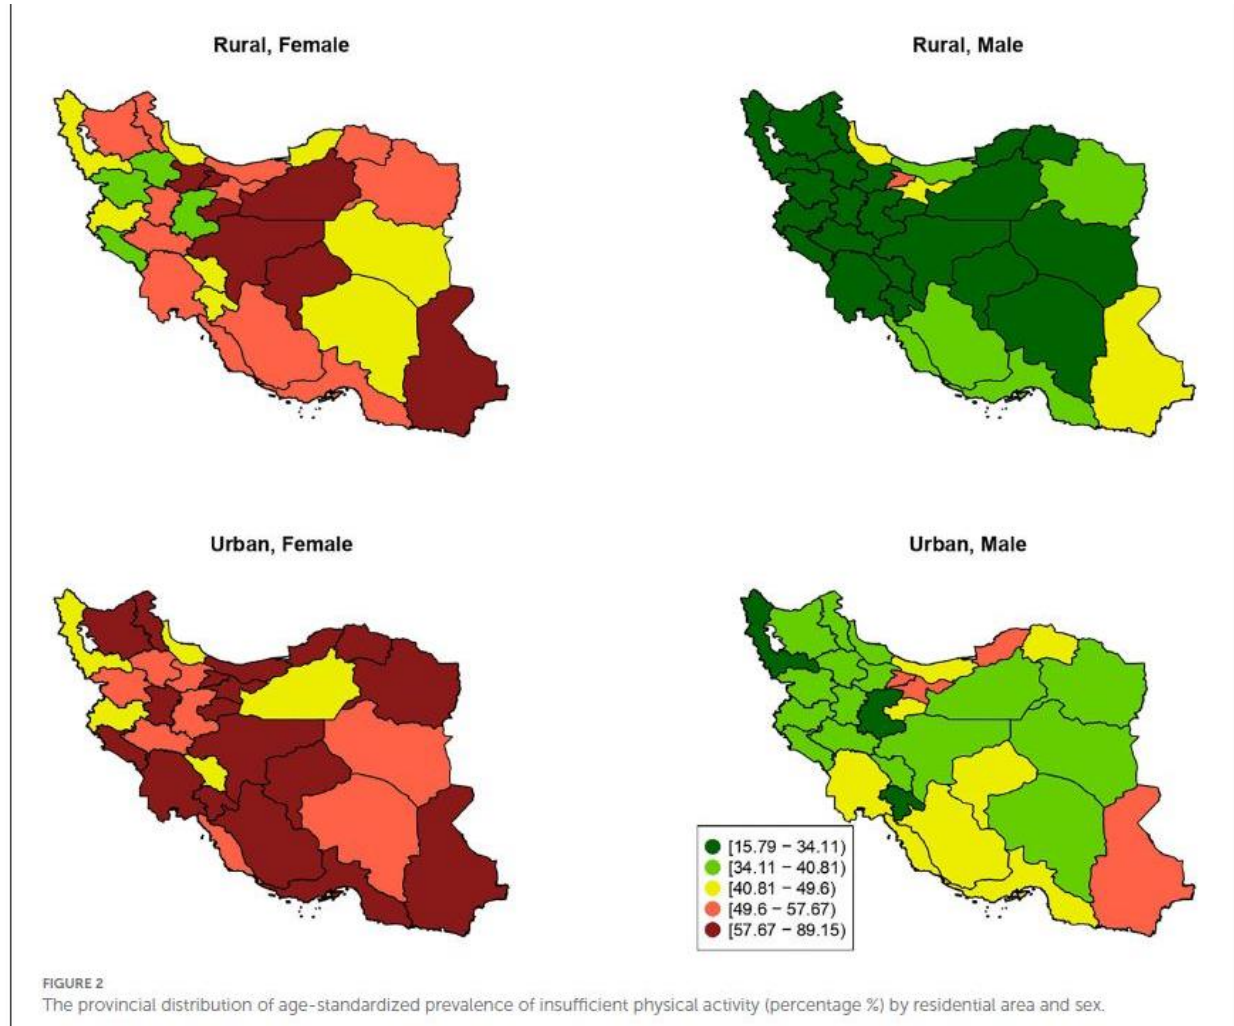 Rural, Female
Rural, Male
Urban, Female
Urban, Male
[15.79 – 34.11)
[34.11 – 40.81)
[40.81 – 49.6)
[49.6 – 57.67)
[57.67 – 89.15)
FIGURE 2
The provincial distribution of age-standardized prevalence of insufficient physical activity (percentage %) by residential area and sex.